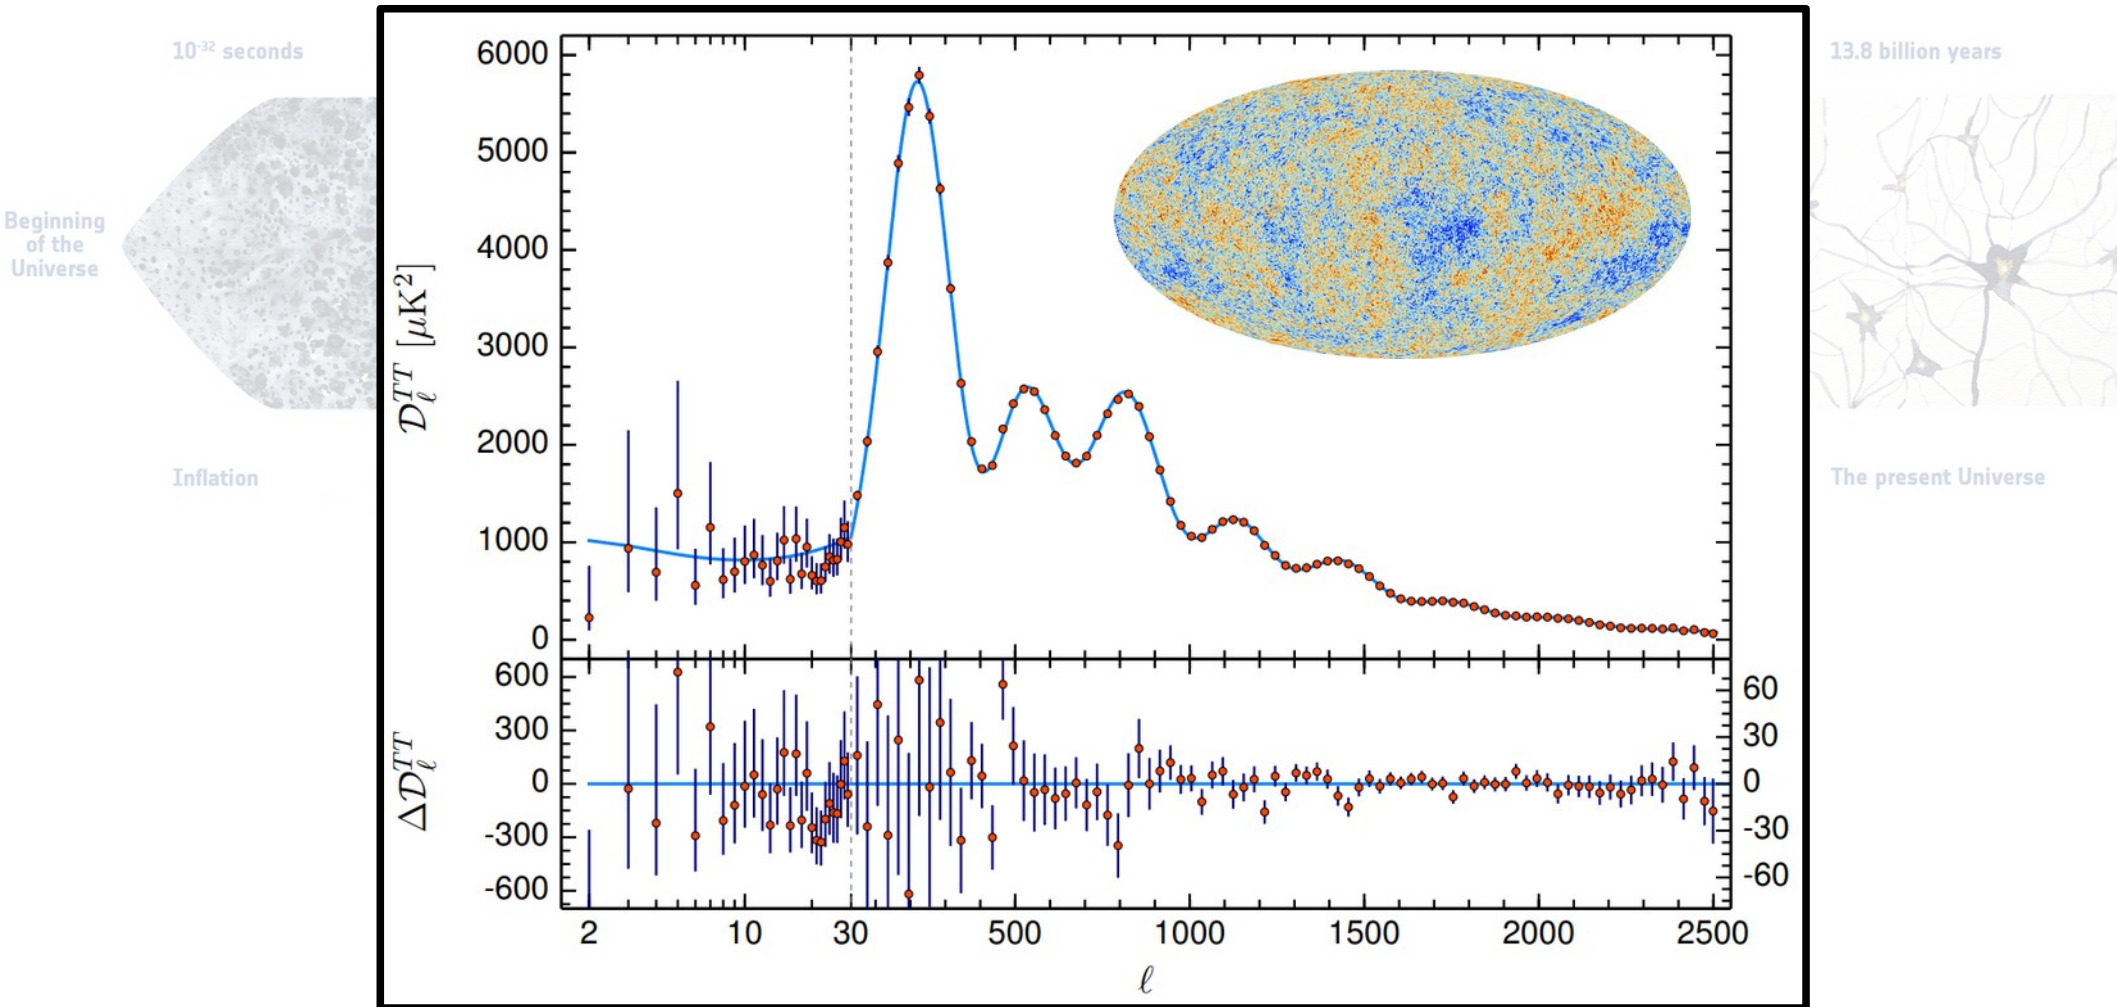 10⁻³² seconds
Beginning
of the
Universe
Inflation
6000
5000
4000
3000
2000
1000
0
𝒟ℓᵀᵀ [μK²]
600
300
0
-300
-600
Δ𝒟ℓᵀᵀ
60
30
0
-30
-60
2 10 30 500 1000 1500 2000 2500
ℓ
13.8 billion years
The present Universe